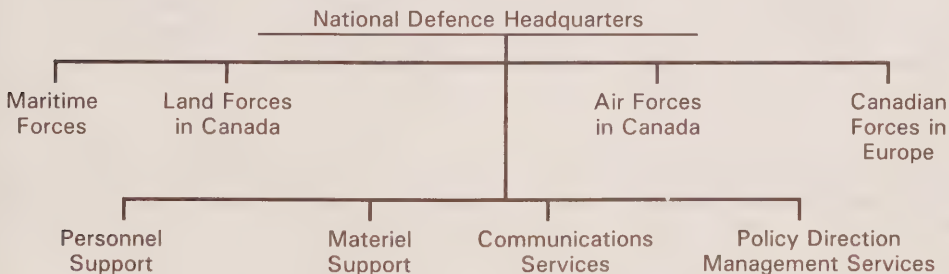 National Defence Headquarters
Maritime
Forces
Land Forces
in Canada
Air Forces
in Canada
Canadian
Forces in
Europe
Personnel
Support
Materiel
Support
Communications
Services
Policy Direction
Management Services